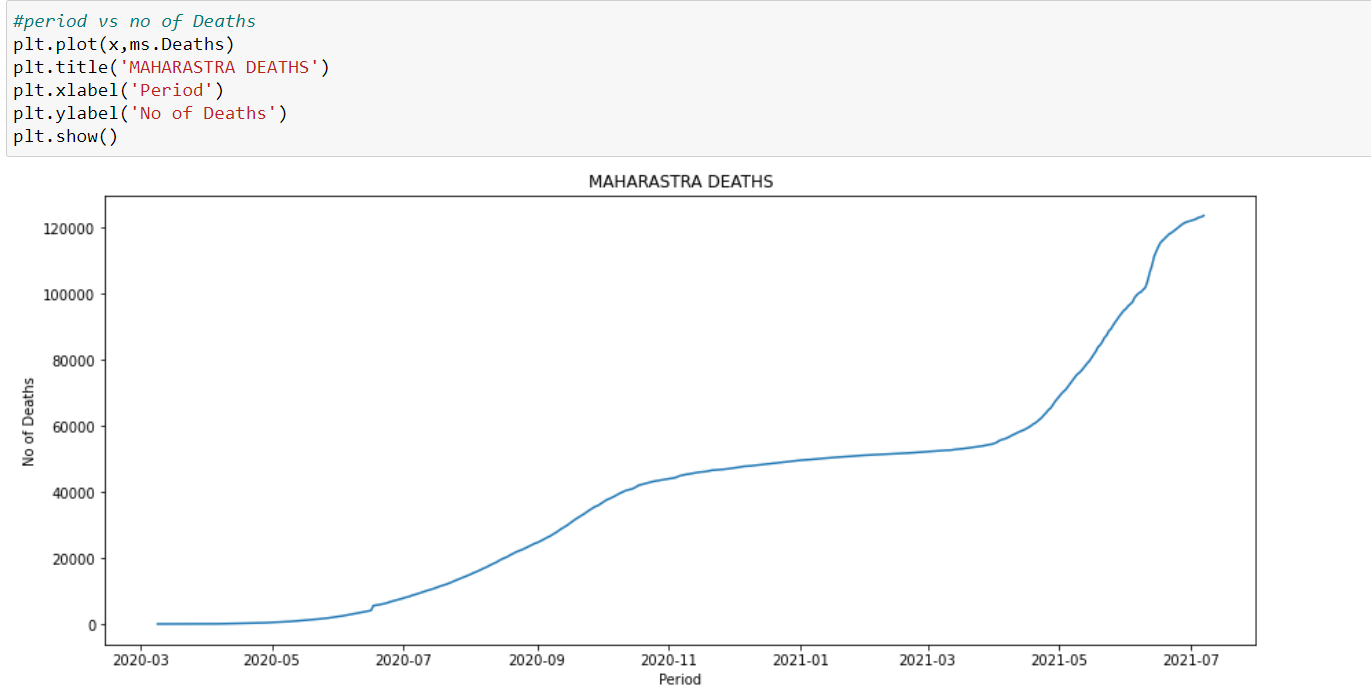 #period vs no of Deaths
plt.plot(x,ms.Deaths)
plt.title('MAHARASTRA DEATHS')
plt.xlabel('Period')
plt.ylabel('No of Deaths')
plt.show()
MAHARASTRA DEATHS
120000
100000
80000
60000
40000
20000
0
No of Deaths
2020-03 2020-05 2020-07 2020-09 2020-11 2021-01 2021-03 2021-05 2021-07
Period